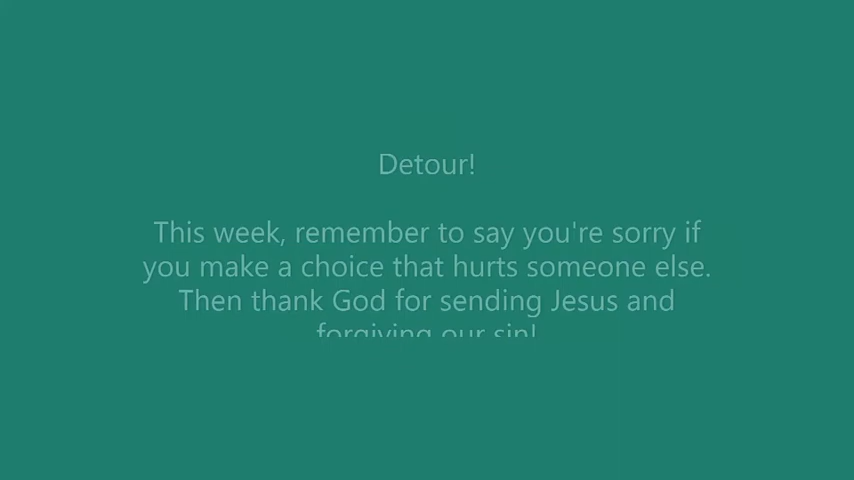 Detour!
This week, remember to say you're sorry if
you make a choice that hurts someone else.
Then thank God for sending Jesus and
forgiving our sin!